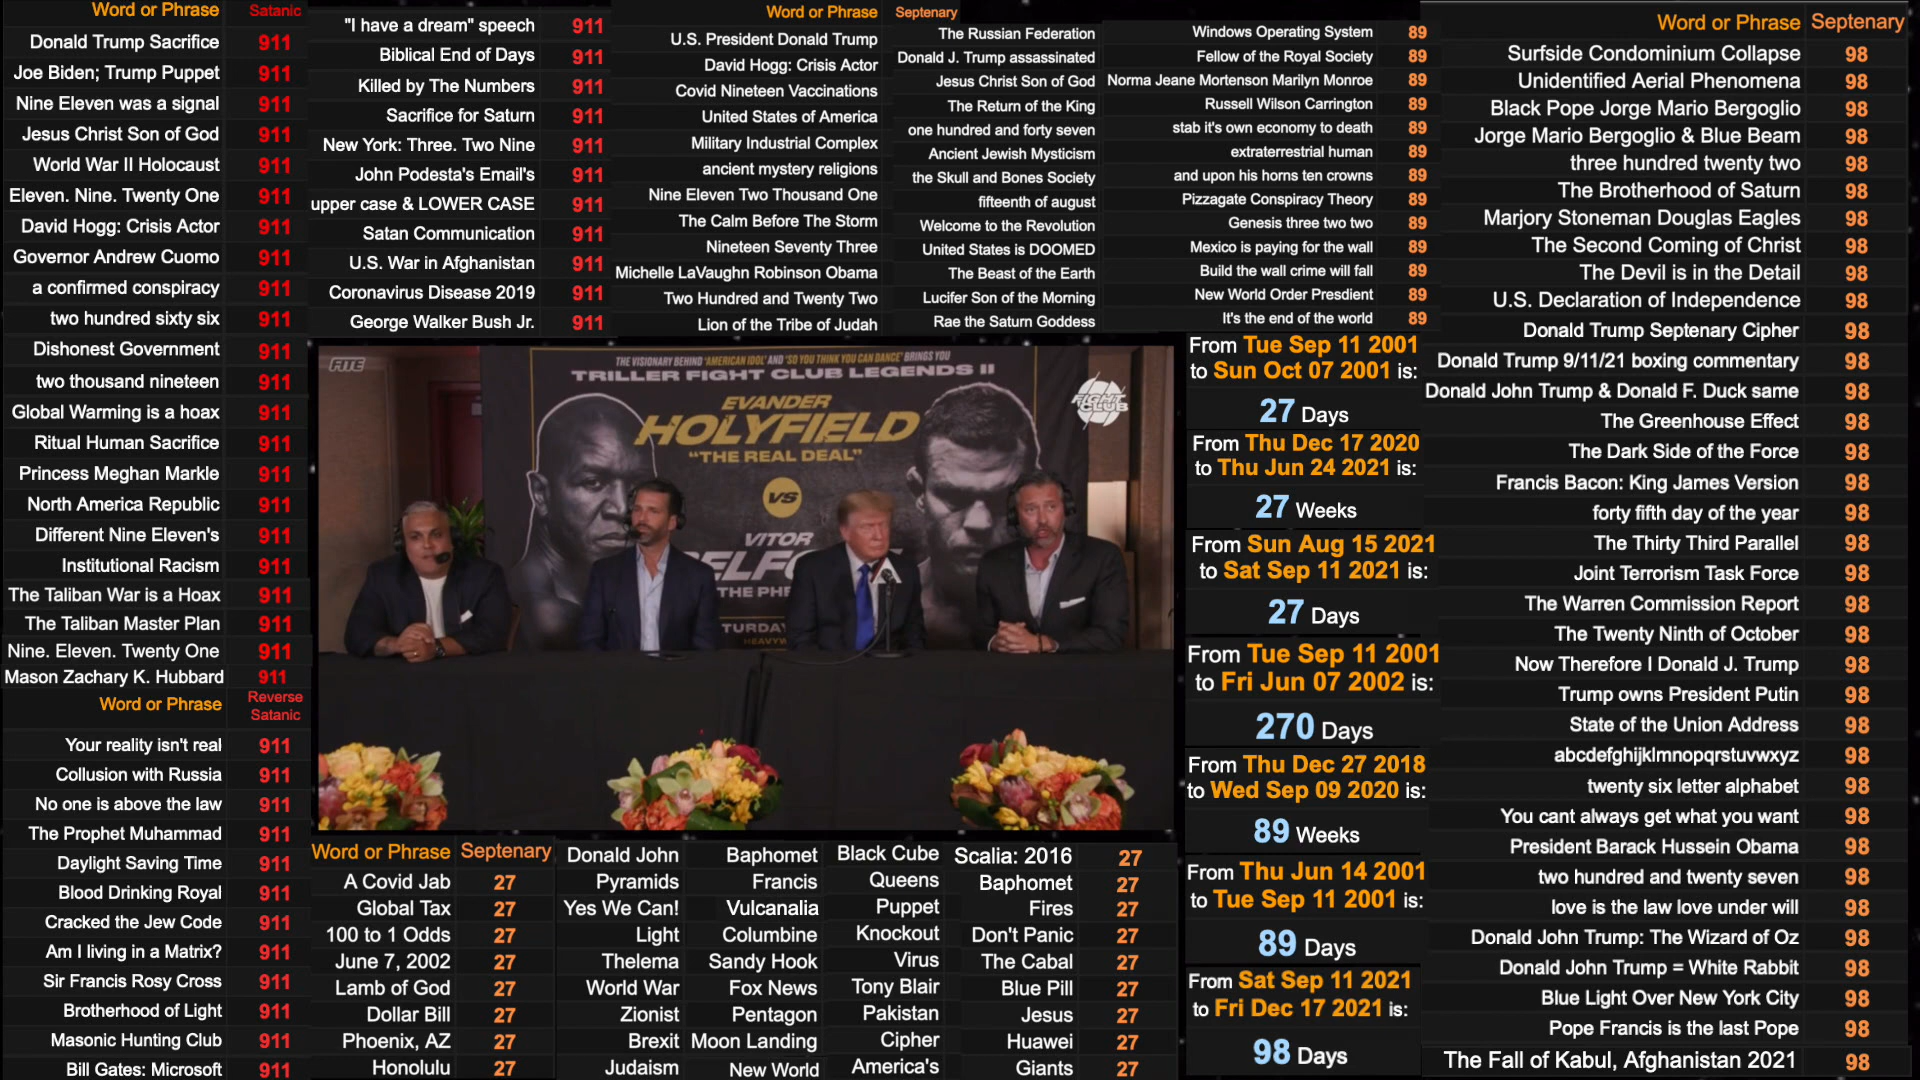 Word or Phrase Satanic
Donald Trump Sacrifice 911
Joe Biden; Trump Puppet 911
Nine Eleven was a signal 911
Jesus Christ Son of God 911
World War II Holocaust 911
Eleven. Nine. Twenty One 911
David Hogg: Crisis Actor 911
Governor Andrew Cuomo 911
a confirmed conspiracy 911
two hundred sixty six 911
Dishonest Government 911
two thousand nineteen 911
Global Warming is a hoax 911
Ritual Human Sacrifice 911
Princess Meghan Markle 911
North America Republic 911
Different Nine Eleven's 911
Institutional Racism 911
The Taliban War is a Hoax 911
The Taliban Master Plan 911
Nine. Eleven. Twenty One 911
Mason Zachary K. Hubbard 911
Word or Phrase Reverse Satanic
Your reality isn't real 911
Collusion with Russia 911
No one is above the law 911
The Prophet Muhammad 911
Daylight Saving Time 911
Blood Drinking Royal 911
Cracked the Jew Code 911
Am I living in a Matrix? 911
Sir Francis Rosy Cross 911
Brotherhood of Light 911
Masonic Hunting Club 911
Bill Gates: Microsoft 911
"I have a dream" speech 911
Biblical End of Days 911
Killed by The Numbers 911
Sacrifice for Saturn 911
New York: Three. Two Nine 911
John Podesta's Email's 911
upper case & LOWER CASE 911
Satan Communication 911
U.S. War in Afghanistan 911
Coronavirus Disease 2019 911
George Walker Bush Jr. 911
Word or Phrase Septenary
U.S. President Donald Trump
David Hogg: Crisis Actor
Covid Nineteen Vaccinations
United States of America
Military Industrial Complex
ancient mystery religions
Nine Eleven Two Thousand One
The Calm Before The Storm
Nineteen Seventy Three
Michelle LaVaughn Robinson Obama
Two Hundred and Twenty Two
Lion of the Tribe of Judah
The Russian Federation
Donald J. Trump assassinated
Jesus Christ Son of God
The Return of the King
one hundred and forty seven
Ancient Jewish Mysticism
the Skull and Bones Society
fifteenth of august
Welcome to the Revolution
United States is DOOMED
The Beast of the Earth
Lucifer Son of the Morning
Rae the Saturn Goddess
Windows Operating System 89
Fellow of the Royal Society 89
Norma Jeane Mortenson Marilyn Monroe 89
Russell Wilson Carrington 89
stab it's own economy to death 89
extraterrestrial human 89
and upon his horns ten crowns 89
Pizzagate Conspiracy Theory 89
Genesis three two two 89
Mexico is paying for the wall 89
Build the wall crime will fall 89
New World Order Presdient 89
It's the end of the world 89
FITE
THE VISIONARY BEHIND 'AMERICAN IDOL' AND 'SO YOU THINK YOU CAN DANCE' BRINGS YOU
TRILLER FIGHT CLUB LEGENDS II
EVANDER
HOLYFIELD
"THE REAL DEAL"
VS
VITOR
ELF
THE PHE
TURDAY
HEAVYW
FIGHT
CLUB
Word or Phrase Septenary
A Covid Jab 27
Global Tax 27
100 to 1 Odds 27
June 7, 2002 27
Lamb of God 27
Dollar Bill 27
Phoenix, AZ 27
Honolulu 27
Donald John Baphomet Black Cube Scalia: 2016 27
Pyramids Francis Queens Baphomet 27
Yes We Can! Vulcanalia Puppet Fires 27
Light Columbine Knockout Don't Panic 27
Thelema Sandy Hook Virus The Cabal 27
World War Fox News Tony Blair Blue Pill 27
Zionist Pentagon Pakistan Jesus 27
Brexit Moon Landing Cipher Huawei 27
Judaism New World America's Giants 27
From Tue Sep 11 2001
to Sun Oct 07 2001 is:
27 Days
From Thu Dec 17 2020
to Thu Jun 24 2021 is:
27 Weeks
From Sun Aug 15 2021
to Sat Sep 11 2021 is:
27 Days
From Tue Sep 11 2001
to Fri Jun 07 2002 is:
270 Days
From Thu Dec 27 2018
to Wed Sep 09 2020 is:
89 Weeks
From Thu Jun 14 2001
to Tue Sep 11 2001 is:
89 Days
From Sat Sep 11 2021
to Fri Dec 17 2021 is:
98 Days
Word or Phrase Septenary
Surfside Condominium Collapse 98
Unidentified Aerial Phenomena 98
Black Pope Jorge Mario Bergoglio 98
Jorge Mario Bergoglio & Blue Beam 98
three hundred twenty two 98
The Brotherhood of Saturn 98
Marjory Stoneman Douglas Eagles 98
The Second Coming of Christ 98
The Devil is in the Detail 98
U.S. Declaration of Independence 98
Donald Trump Septenary Cipher 98
Donald Trump 9/11/21 boxing commentary 98
Donald John Trump & Donald F. Duck same 98
The Greenhouse Effect 98
The Dark Side of the Force 98
Francis Bacon: King James Version 98
forty fifth day of the year 98
The Thirty Third Parallel 98
Joint Terrorism Task Force 98
The Warren Commission Report 98
The Twenty Ninth of October 98
Now Therefore I Donald J. Trump 98
Trump owns President Putin 98
State of the Union Address 98
abcdefghijklmnopqrstuvwxyz 98
twenty six letter alphabet 98
You cant always get what you want 98
President Barack Hussein Obama 98
two hundred and twenty seven 98
love is the law love under will 98
Donald John Trump: The Wizard of Oz 98
Donald John Trump = White Rabbit 98
Blue Light Over New York City 98
Pope Francis is the last Pope 98
The Fall of Kabul, Afghanistan 2021 98